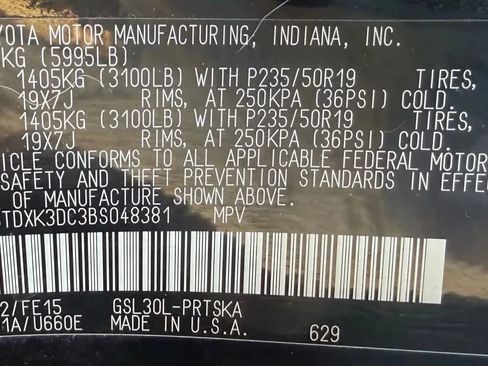 YOTA MOTOR MANUFACTURING, INDIANA, INC.
KG (5995LB)
1405KG (3100LB) WITH P235/50R19 TIRES,
19X7J RIMS, AT 250KPA (36PSI) COLD.
1405KG (3100LB) WITH P235/50R19 TIRES,
19X7J RIMS, AT 250KPA (36PSI) COLD.
ICLE CONFORMS TO ALL APPLICABLE FEDERAL MOTOR
SAFETY AND THEFT PREVENTION STANDARDS IN EFFEC
OF MANUFACTURE SHOWN ABOVE.
TDXK3DC3BS048381 MPV
2/FE15 GSL30L-PRTSKA
1A/U660E MADE IN U.S.A. 629